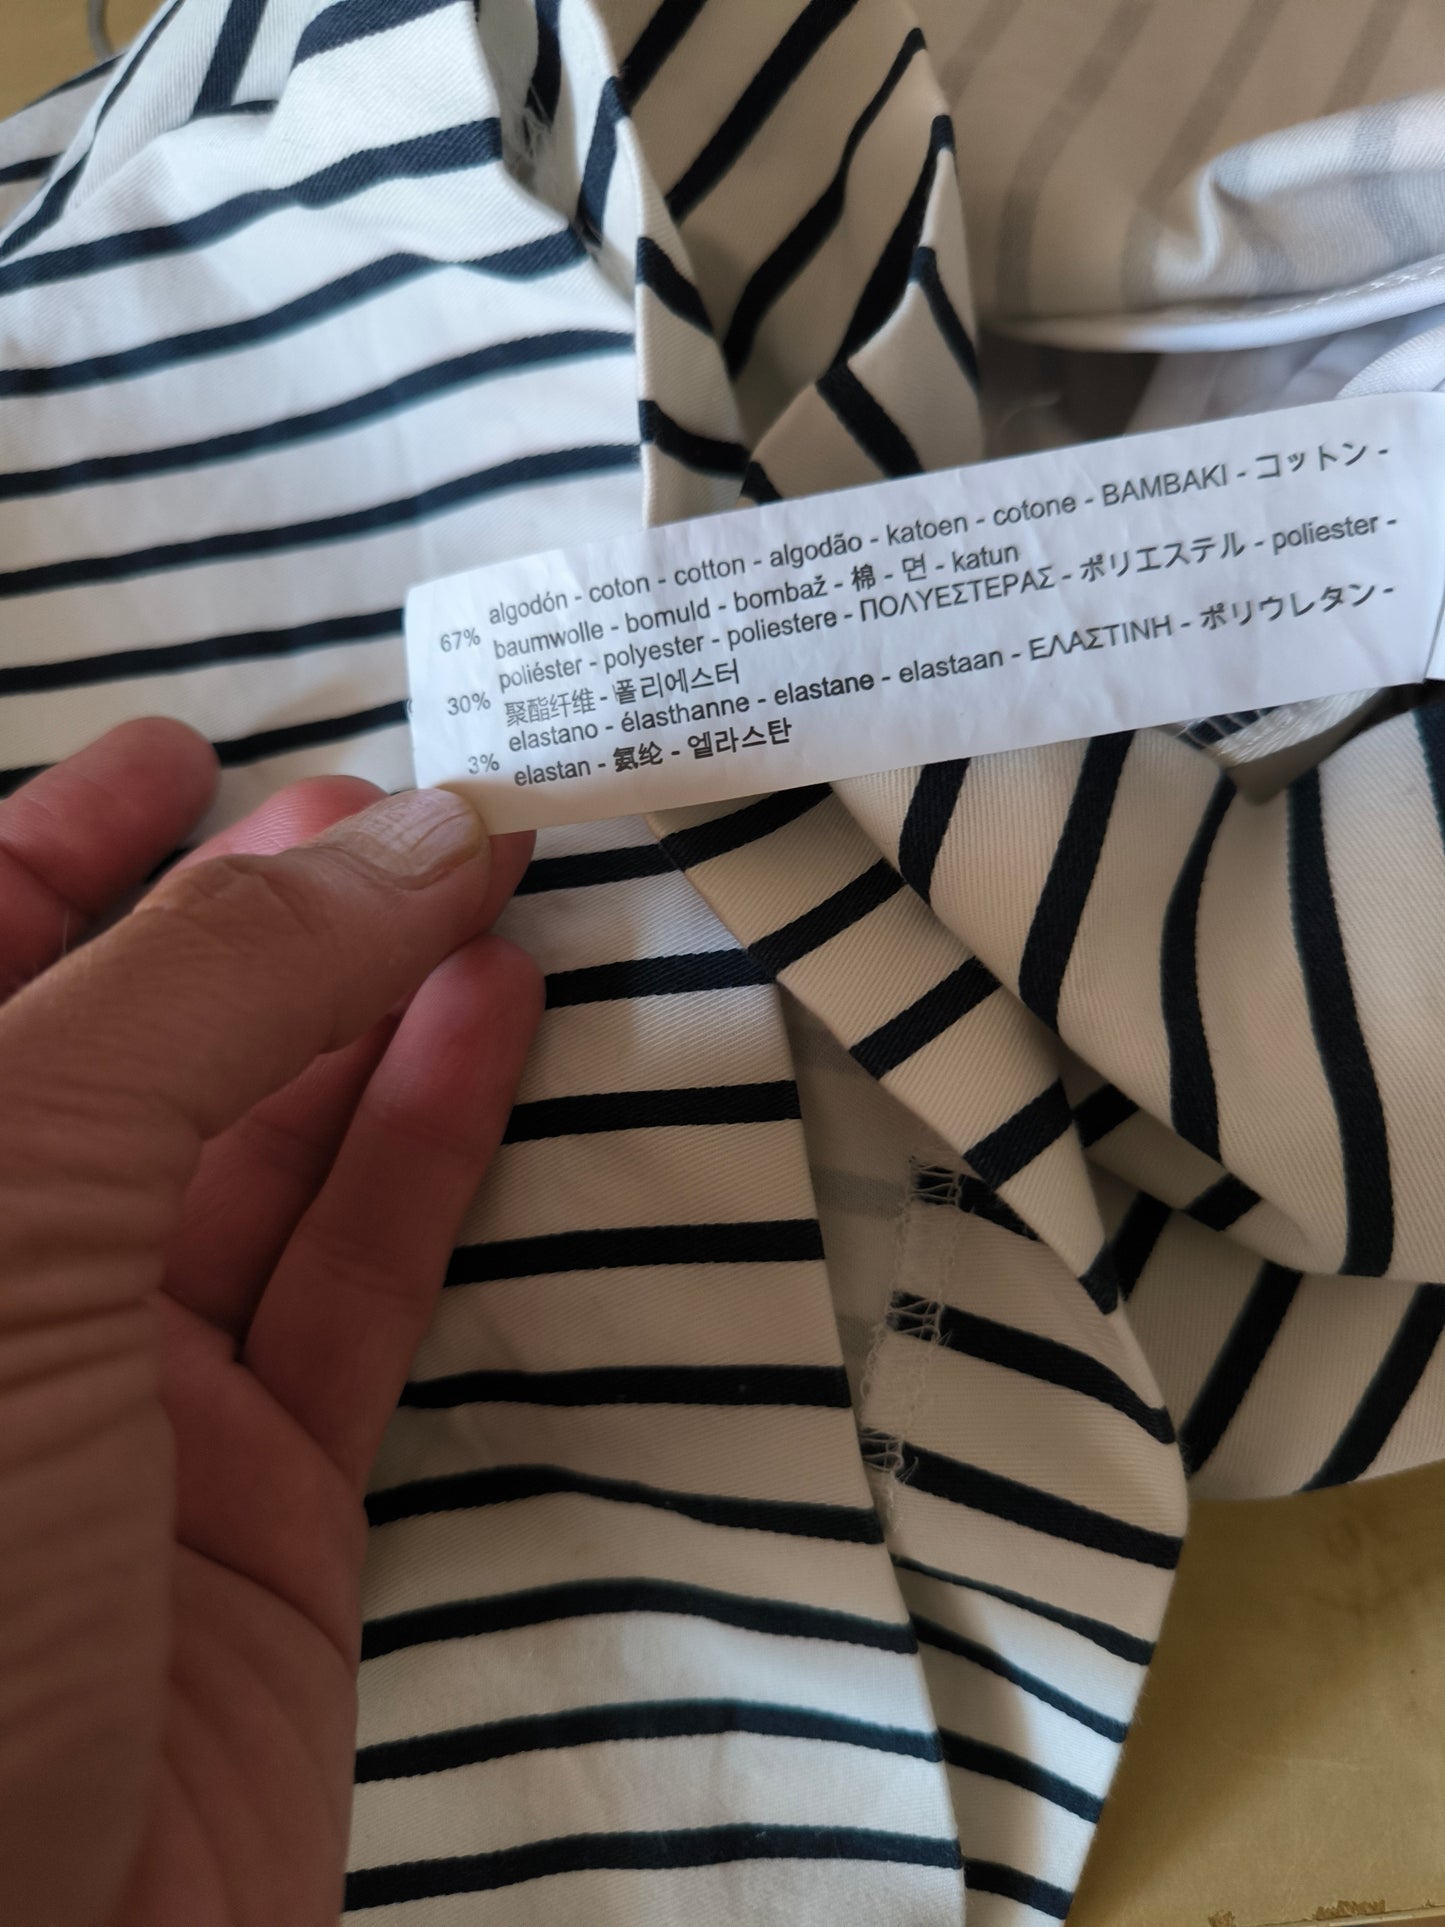 67% algodón - coton - cotton - algodão - katoen - cotone - BAMBAKI - コットン -
baumwolle - bomuld - bombaž - 棉 - 면 - katun
30% poliéster - polyester - poliestere - ΠΟΛΥΕΣΤΕΡΑΣ - ポリエステル - poliester -
聚酯纤维 - 폴리에스터
3% elastano - élasthanne - elastane - elastaan - ΕΛΑΣΤΙΝΗ - ポリウレタン -
elastan - 氨纶 - 엘라스탄